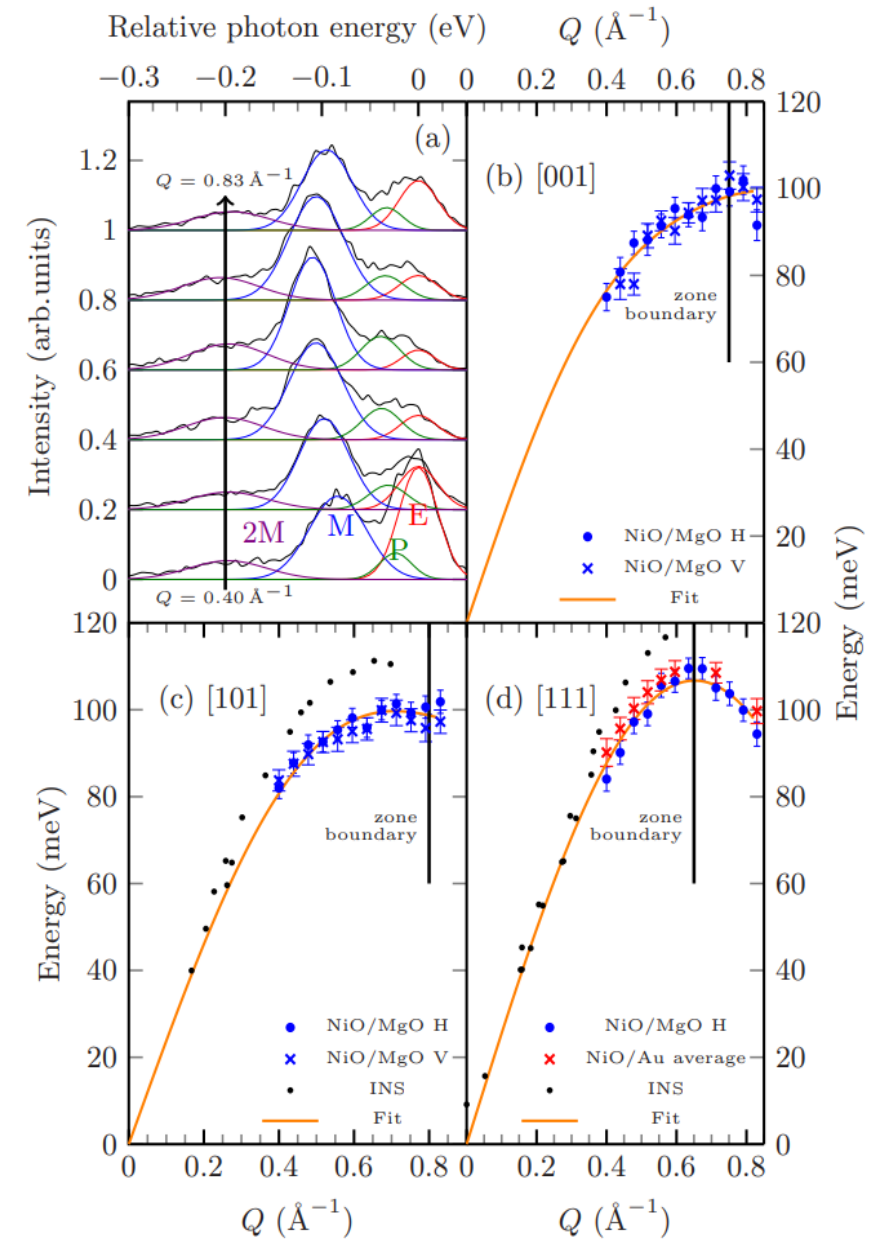 Relative photon energy (eV)
Q (Å⁻¹)
−0.3 −0.2 −0.1 0 0 0.2 0.4 0.6 0.8
(a)
Q = 0.83 Å⁻¹
1.2
1
0.8
0.6
0.4
0.2
0
Intensity (arb.units)
2M M E P
Q = 0.40 Å⁻¹
(b) [001]
120
100
80
60
40
20
zone
boundary
NiO/MgO H
NiO/MgO V
Fit
Energy (meV)
(c) [101]
120
100
80
60
40
20
0
Energy (meV)
zone
boundary
NiO/MgO H
NiO/MgO V
INS
Fit
0 0.2 0.4 0.6 0.8
Q (Å⁻¹)
(d) [111]
zone
boundary
NiO/MgO H
NiO/Au average
INS
Fit
100
80
60
40
20
0
0 0.2 0.4 0.6 0.8
Q (Å⁻¹)